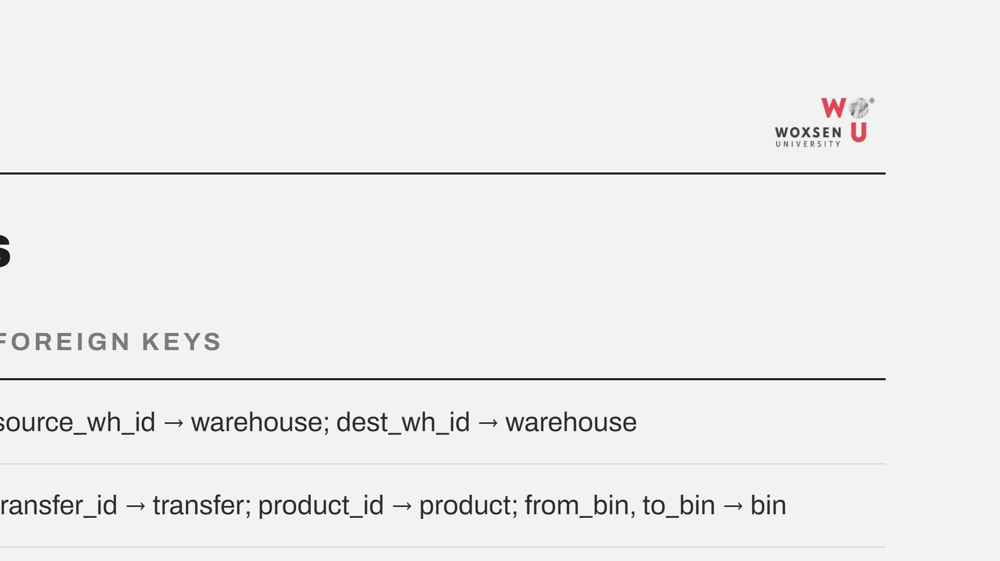 W ®
WOXSEN U
UNIVERSITY
s
FOREIGN KEYS
source_wh_id → warehouse; dest_wh_id → warehouse
ransfer_id → transfer; product_id → product; from_bin, to_bin → bin